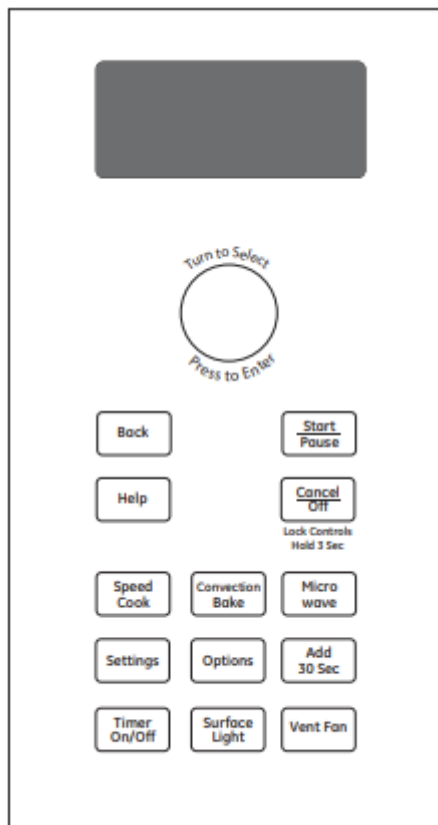 Turn to Select
Press to Enter
Back
Start
Pause
Help
Cancel
Off
Lock Controls
Hold 3 Sec
Speed
Cook
Convection
Bake
Micro
wave
Settings
Options
Add
30 Sec
Timer
On/Off
Surface
Light
Vent Fan